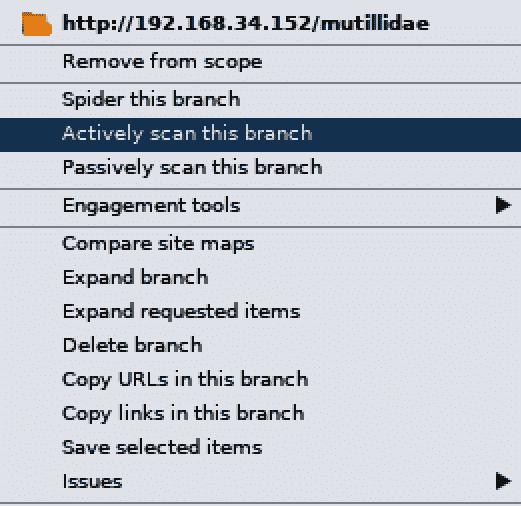 http://192.168.34.152/mutillidae
Remove from scope
Spider this branch
Actively scan this branch
Passively scan this branch
Engagement tools
Compare site maps
Expand branch
Expand requested items
Delete branch
Copy URLs in this branch
Copy links in this branch
Save selected items
Issues